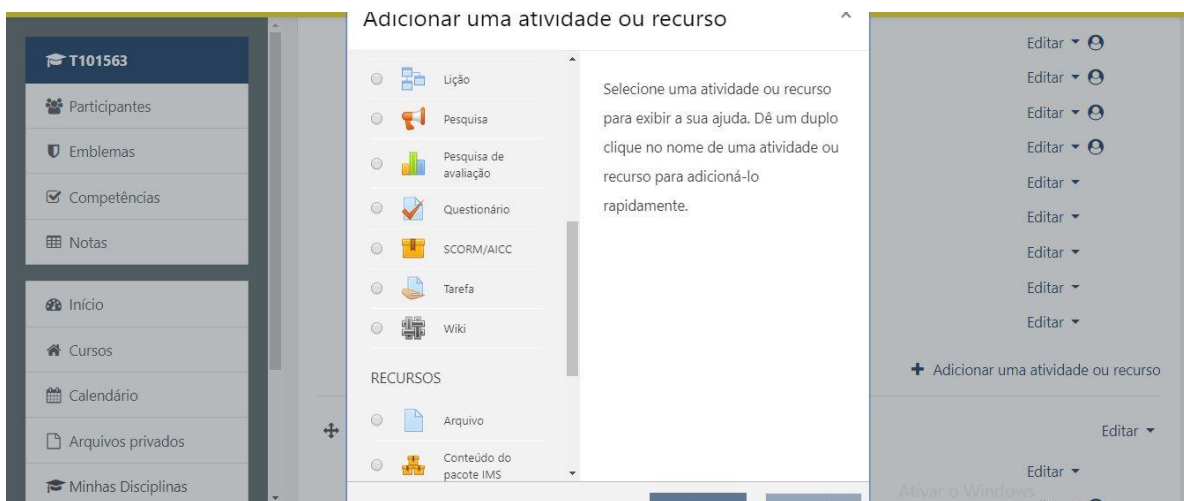 Adicionar uma atividade ou recurso
T101563
Participantes
Emblemas
Competências
Notas
Início
Cursos
Calendário
Arquivos privados
Minhas Disciplinas
Lição
Pesquisa
Pesquisa de
avaliação
Questionário
SCORM/AICC
Tarefa
Wiki
RECURSOS
Arquivo
Conteúdo do
pacote IMS
Selecione uma atividade ou recurso
para exibir a sua ajuda. Dê um duplo
clique no nome de uma atividade ou
recurso para adicioná-lo
rapidamente.
Editar
Editar
Editar
Editar
Editar
Editar
Editar
Editar
Editar
Adicionar uma atividade ou recurso
Editar
Editar
Ativar o Windows